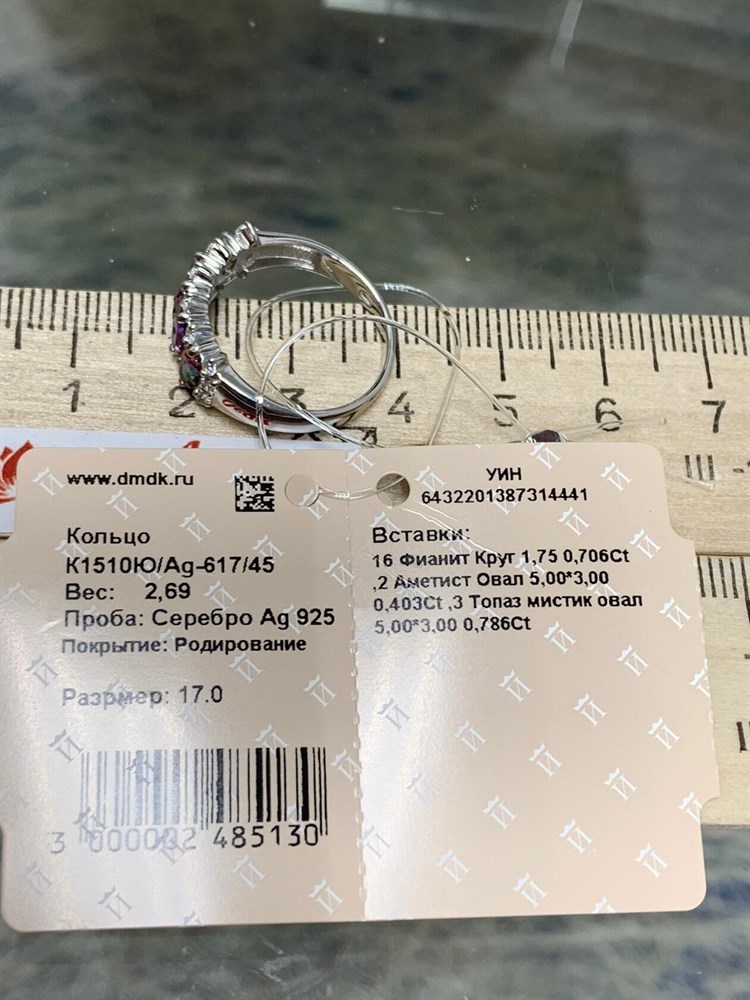 1 2 3 4 5 6 7
www.dmdk.ru
Кольцо
К1510Ю/Ag-617/45
Вес: 2,69
Проба: Серебро Ag 925
Покрытие: Родирование
Разрмер: 17.0
3 000002 485130
УИН
6432201387314441
Вставки:
16 Фианит Круг 1,75 0,706Ct
,2 Аметист Овал 5,00*3,00
0,403Ct ,3 Топаз мистик овал
5,00*3,00 0,786Ct